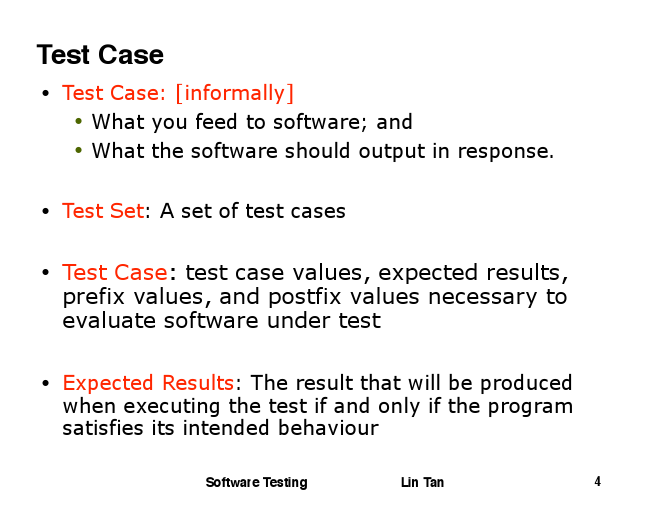 Test Case
• Test Case: [informally]
• What you feed to software; and
• What the software should output in response.
• Test Set: A set of test cases
• Test Case: test case values, expected results,
prefix values, and postfix values necessary to
evaluate software under test
• Expected Results: The result that will be produced
when executing the test if and only if the program
satisfies its intended behaviour
Software Testing Lin Tan 4